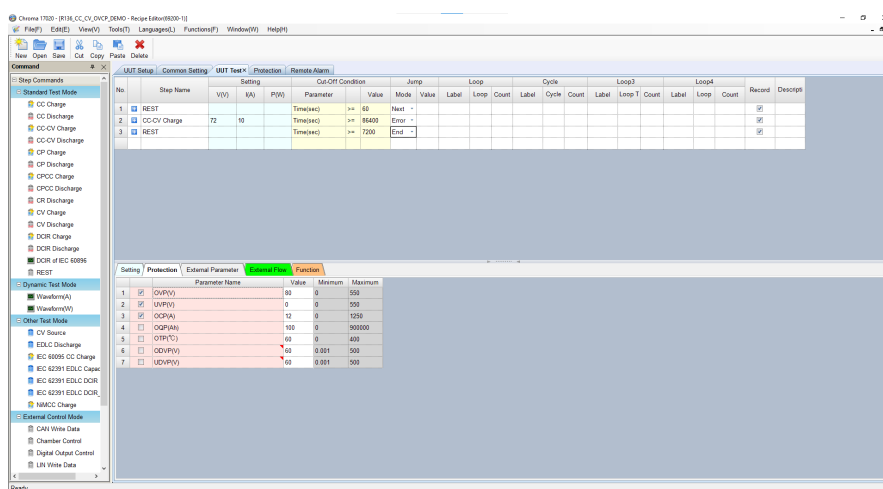 Chroma 17020 - [R136_CC_CV_OVCP_DEMO - Recipe Editor(69200-1)]
File(F) Edit(E) View(V) Tools(T) Languages(L) Functions(F) Window(W) Help(H)
New Open Save Cut Copy Paste Delete
Command
Step Commands
Standard Test Mode
CC Charge
CC Discharge
CC-CV Charge
CC-CV Discharge
CP Charge
CP Discharge
CPCC Charge
CPCC Discharge
CR Discharge
CV Charge
CV Discharge
DCIR Charge
DCIR Discharge
DCIR of IEC 60896
REST
Dynamic Test Mode
Waveform(A)
Waveform(W)
Other Test Mode
CV Source
EDLC Discharge
IEC 60095 CC Charge
IEC 62391 EDLC Capac
IEC 62391 EDLC DCIR
IEC 62391 EDLC DCIR_
NiMCC Charge
External Control Mode
CAN Write Data
Chamber Control
Digital Output Control
LIN Write Data
UUT Setup Common Setting UUT Test× Protection Remote Alarm
No. Step Name Setting Cut-Off Condition Jump Loop Cycle Loop3 Loop4 Record Descripti
V(V) I(A) P(W) Parameter Value Mode Value Label Loop Count Label Cycle Count Label Loop T Count Label Loop Count
1 REST Time(sec) >= 60 Next
2 CC-CV Charge 72 10 Time(sec) >= 86400 Error
3 REST Time(sec) >= 7200 End
Setting Protection External Parameter External Flow Function
Parameter Name Value Minimum Maximum
1 OVP(V) 80 0 550
2 UVP(V) 0 0 550
3 OCP(A) 12 0 1250
4 OQP(Ah) 100 0 900000
5 OTP(℃) 60 0 400
6 ODVP(V) 60 0.001 500
7 UDVP(V) 60 0.001 500
Ready